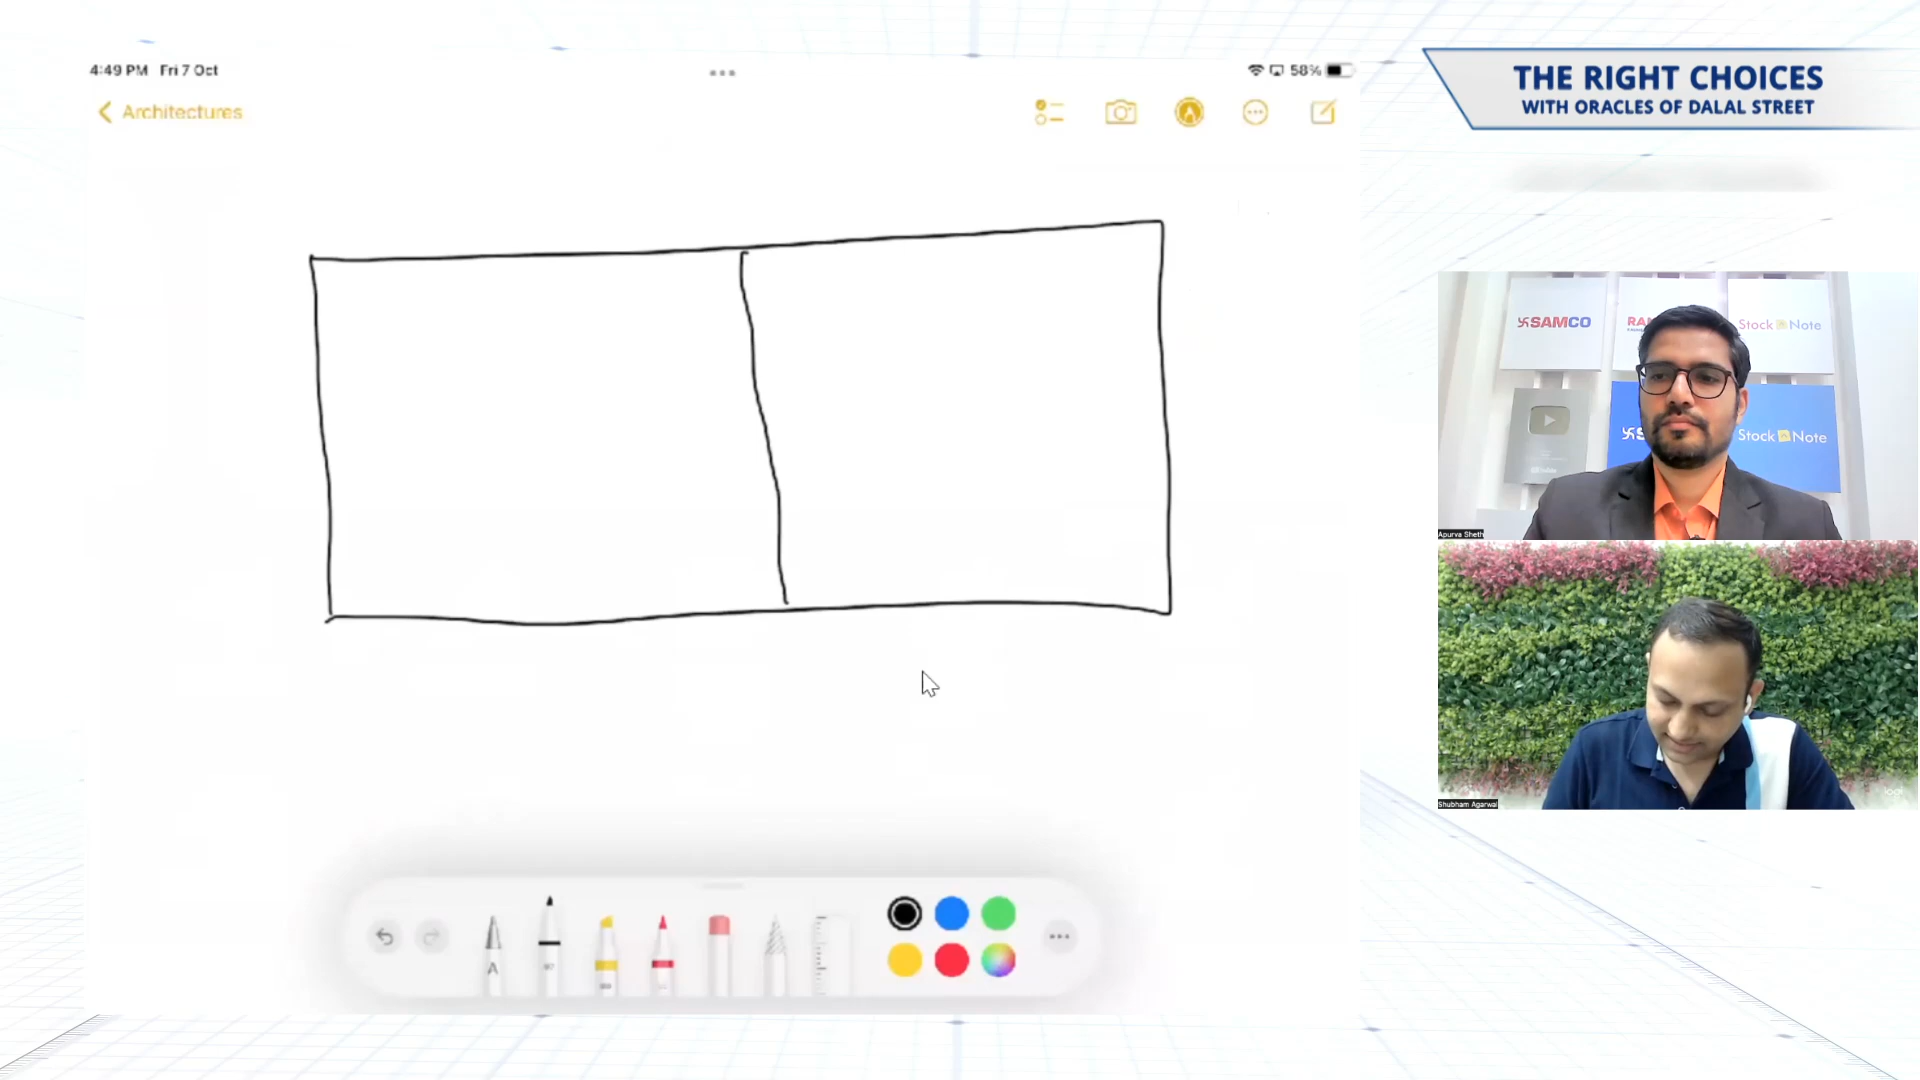 4:49 PM Fri 7 Oct
58%
Architectures
THE RIGHT CHOICES
WITH ORACLES OF DALAL STREET
SAMCO
Stock Note
Stock Note
Apurva Sheth
Shubham Agarwal
A